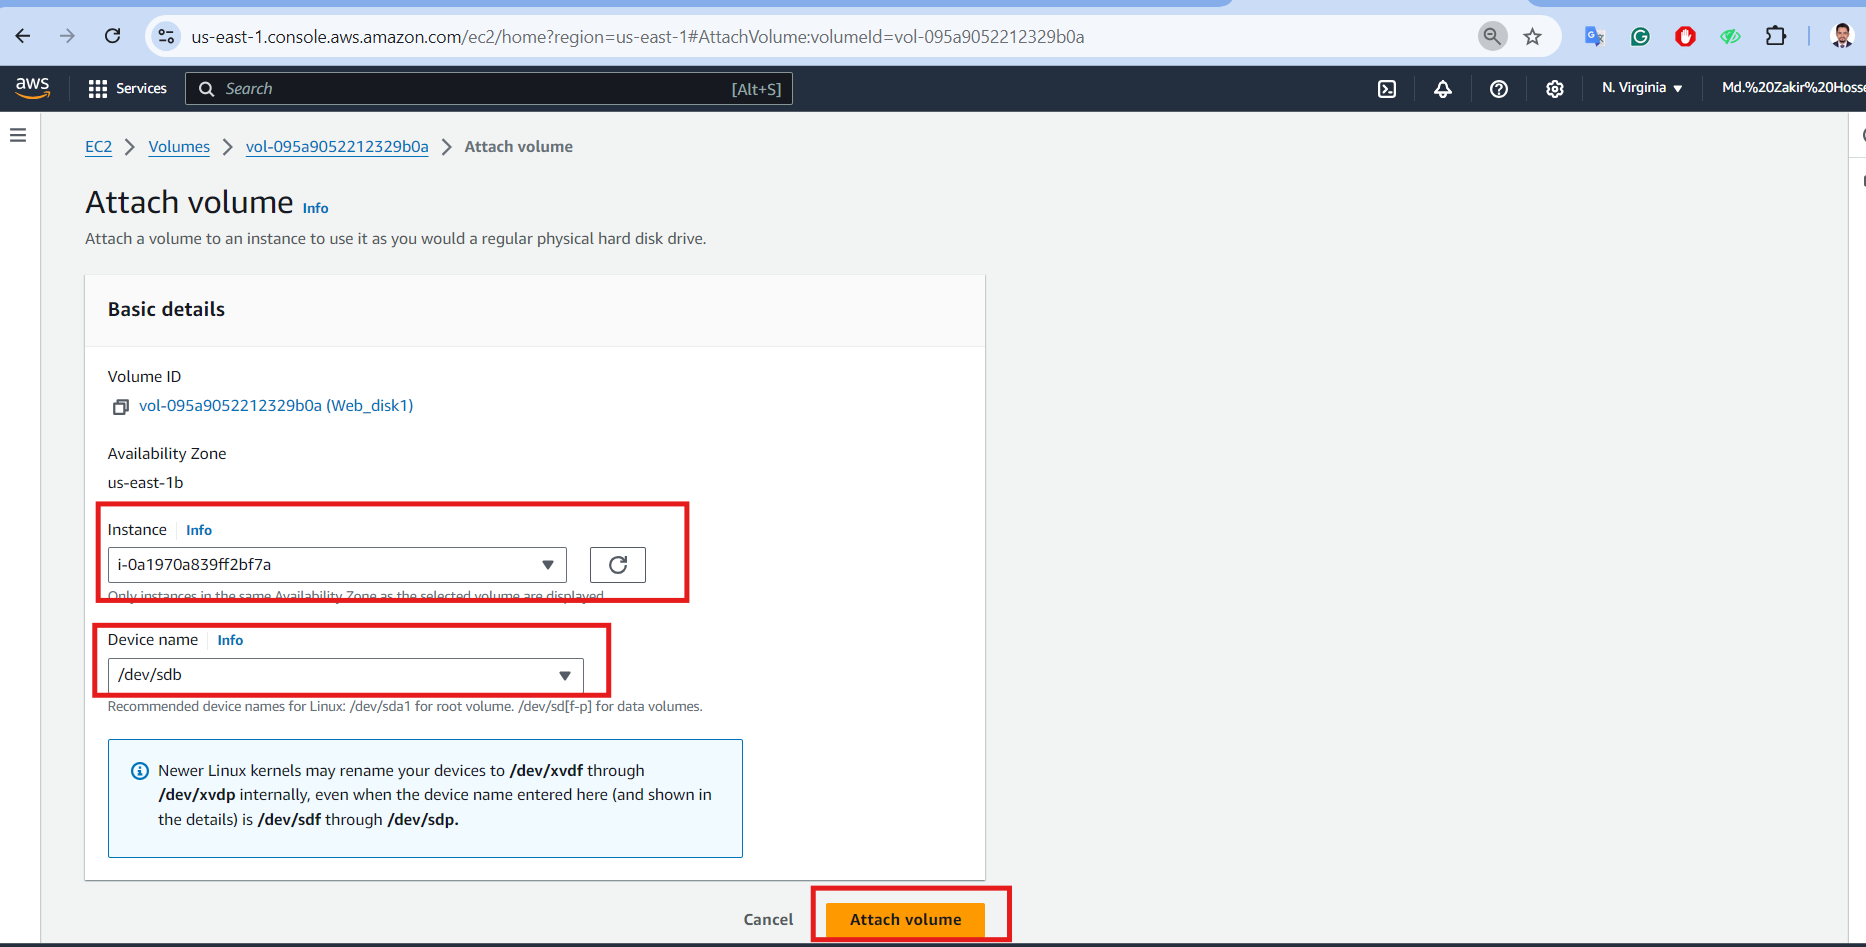 us-east-1.console.aws.amazon.com/ec2/home?region=us-east-1#AttachVolume:volumeId=vol-095a9052212329b0a
aws
Services
Search
[Alt+S]
N. Virginia
Md.%20Zakir%20Hosse
EC2 > Volumes > vol-095a9052212329b0a > Attach volume
Attach volume Info
Attach a volume to an instance to use it as you would a regular physical hard disk drive.
Basic details
Volume ID
vol-095a9052212329b0a (Web_disk1)
Availability Zone
us-east-1b
Instance Info
i-0a1970a839ff2bf7a
Only instances in the same Availability Zone as the selected volume are displayed.
Device name Info
/dev/sdb
Recommended device names for Linux: /dev/sda1 for root volume. /dev/sd[f-p] for data volumes.
Newer Linux kernels may rename your devices to /dev/xvdf through
/dev/xvdp internally, even when the device name entered here (and shown in
the details) is /dev/sdf through /dev/sdp.
Cancel
Attach volume